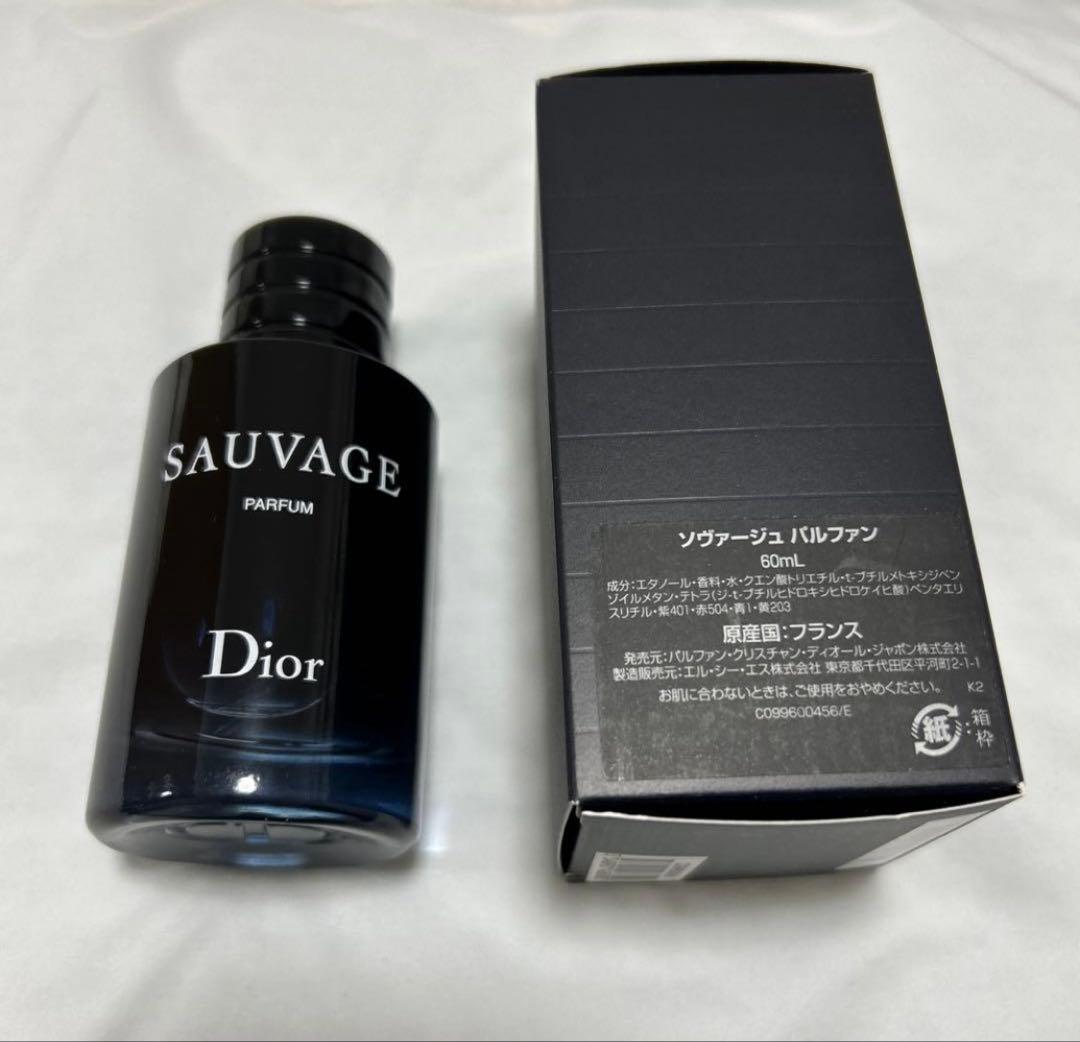 SAUVAGE
PARFUM
Dior
ソヴァージュ パルファン
60mL
成分:エタノール・香料・水・クエン酸トリエチル・t-ブチルメトキシジベン
ゾイルメタン・テトラ(ジ-t-ブチルヒドロキシヒドロケイヒ酸)ペンタエリ
スリチル・紫401・赤504・青1・黄203
原産国:フランス
発売元:パルファン・クリスチャン・ディオール・ジャポン株式会社
製造販売元:エル・シー・エス株式会社 東京都千代田区平河町2-1-1
お肌に合わないときは、ご使用をおやめください。 K2
C099600456/E
紙:箱
枠